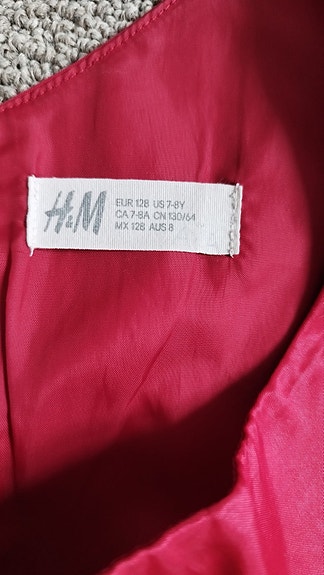 H&M
EUR 128 US 7-8Y
CA 7-8A CN 130/64
MX 128 AUS 8